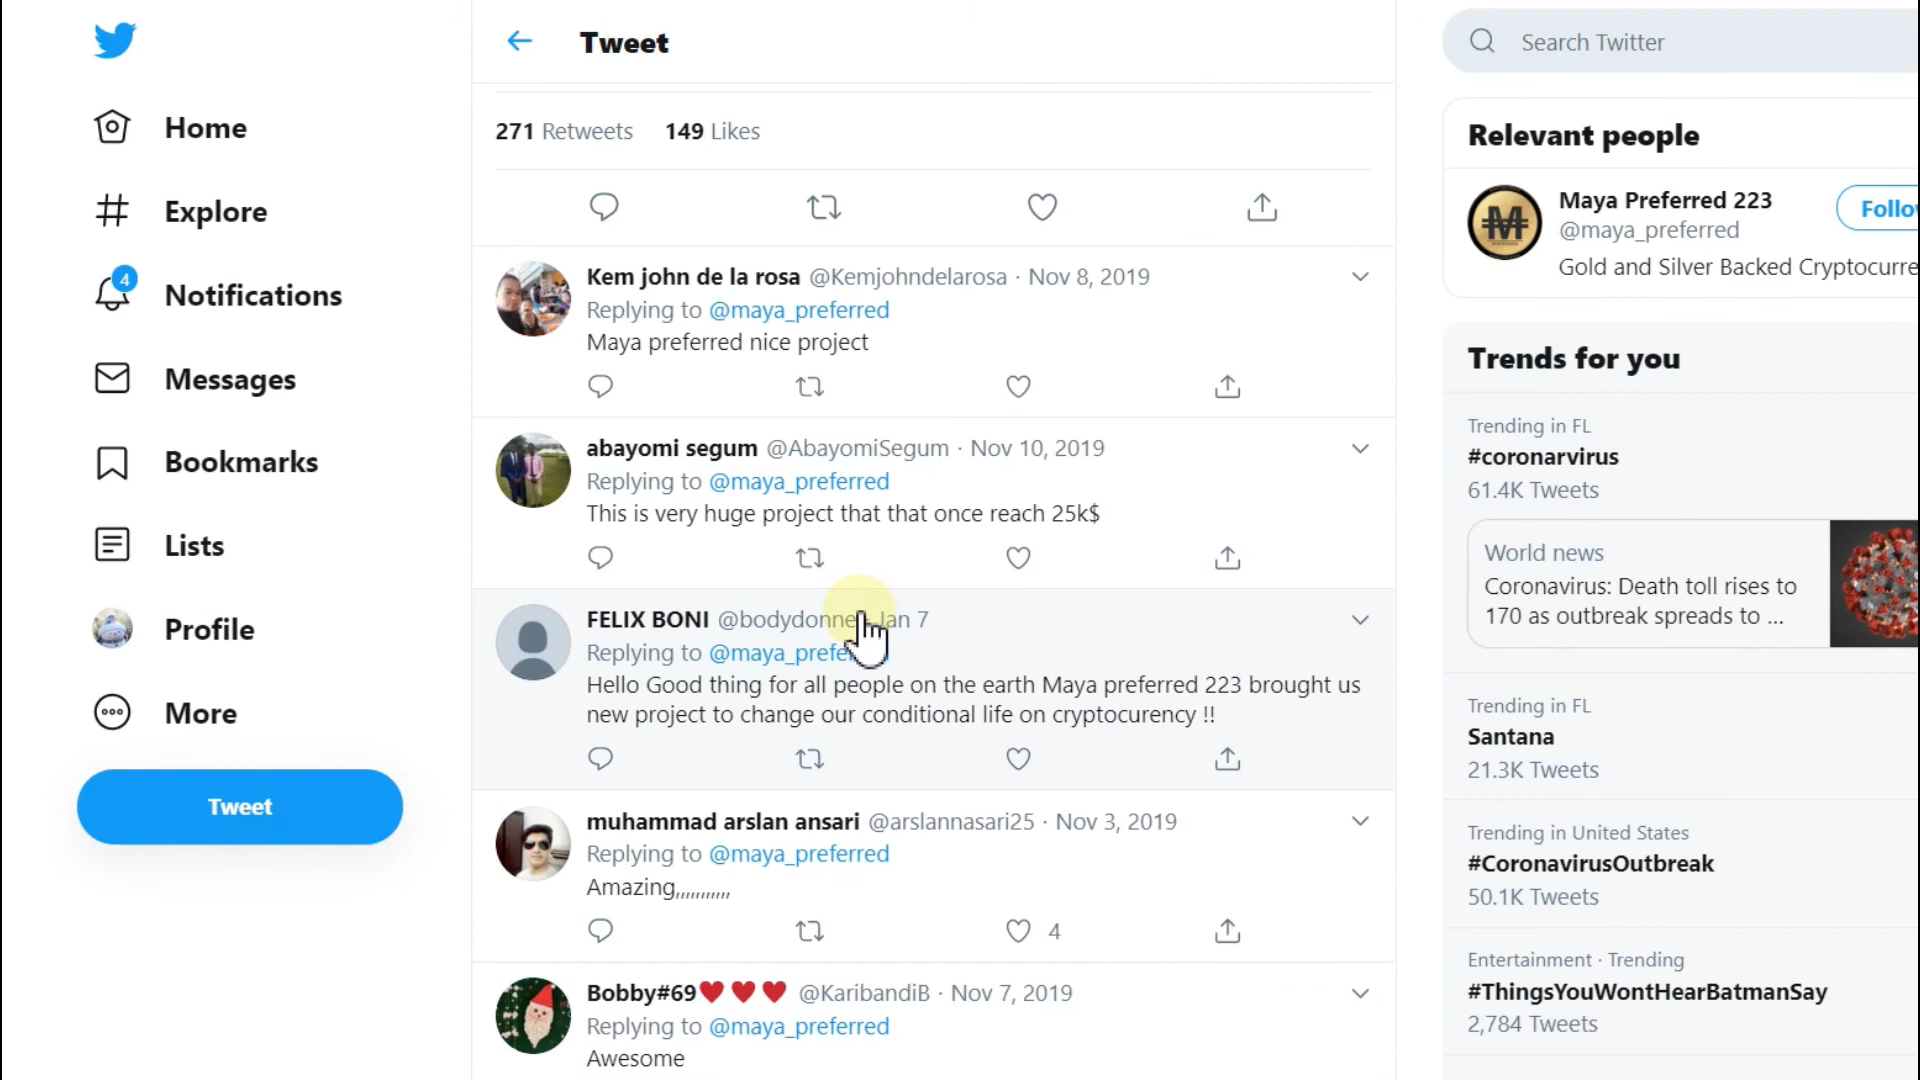 Tweet
271 Retweets 149 Likes
Home
Explore
4
Notifications
Messages
Bookmarks
Lists
Profile
More
Tweet
Kem john de la rosa @Kemjohndelarosa · Nov 8, 2019
Replying to @maya_preferred
Maya preferred nice project
abayomi segum @AbayomiSegum · Nov 10, 2019
Replying to @maya_preferred
This is very huge project that that once reach 25k$
FELIX BONI @bodydonne Jan 7
Replying to
Hello Good thing for all people on the earth Maya preferred 223 brought us
new project to change our conditional life on cryptocurency !!
muhammad arslan ansari @arslannasari25 · Nov 3, 2019
Replying to @maya_preferred
Amazing,,,,,,,,,,,
4
Bobby#69❤❤❤ @KaribandiB · Nov 7, 2019
Replying to @maya_preferred
Awesome
Search Twitter
Relevant people
Maya Preferred 223
@maya_preferred
Follo
Gold and Silver Backed Cryptocurre
Trends for you
Trending in FL
#coronarvirus
61.4K Tweets
World news
Coronavirus: Death toll rises to
170 as outbreak spreads to ...
Trending in FL
Santana
21.3K Tweets
Trending in United States
#CoronavirusOutbreak
50.1K Tweets
Entertainment · Trending
#ThingsYouWontHearBatmanSay
2,784 Tweets